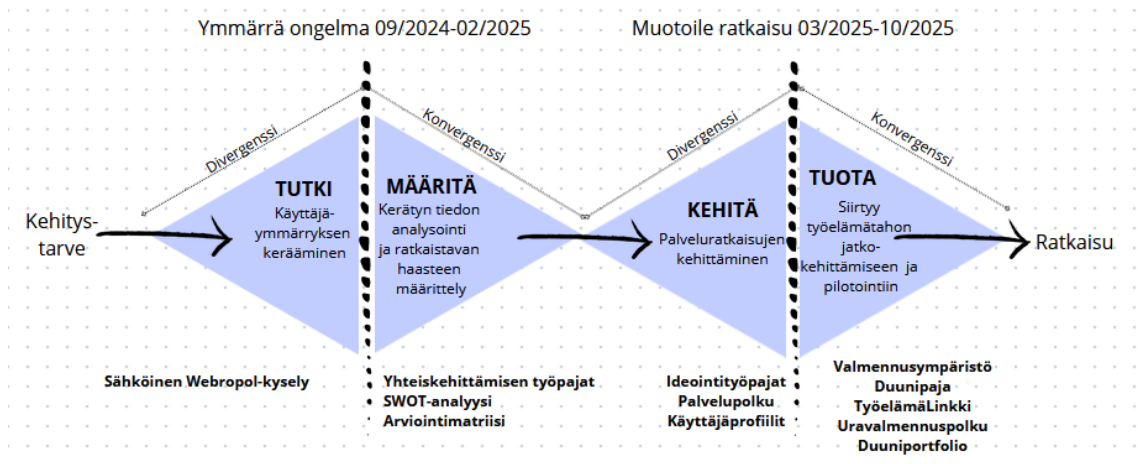 Ymmärrä ongelma 09/2024-02/2025
Muotoile ratkaisu 03/2025-10/2025
Divergenssi
Konvergenssi
Divergenssi
Konvergenssi
Kehitys-
tarve
TUTKI
Käyttäjä-
ymmärryksen
kerääminen
MÄÄRITÄ
Kerätyn tiedon
analysointi
ja ratkaistavan
haasteen
määrittely
KEHITÄ
Palveluratkaisujen
kehittäminen
TUOTA
Siirtyy
työelämätahon
jatko-
kehittämiseen ja
pilotointiin
Ratkaisu
Sähköinen Webropol-kysely
Yhteiskehittämisen työpajat
SWOT-analyysi
Arviointimatriisi
Ideointityöpajat
Palvelupolku
Käyttäjäprofiilit
Valmennusympäristö
Duunipaja
TyöelämäLinkki
Uravalmennuspolku
Duuniportfolio